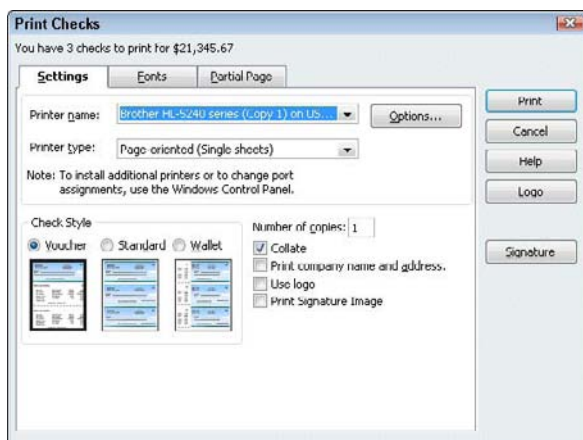 Print Checks
You have 3 checks to print for $21,345.67
Settings
Fonts
Partial Page
Printer name:
Brother HL-5240 series (Copy 1) on US...
Options...
Printer type:
Page-oriented (Single sheets)
Note: To install additional printers or to change port
assignments, use the Windows Control Panel.
Print
Cancel
Help
Logo
Signature
Check Style
Voucher
Standard
Wallet
Number of copies: 1
Collate
Print company name and address.
Use logo
Print Signature Image